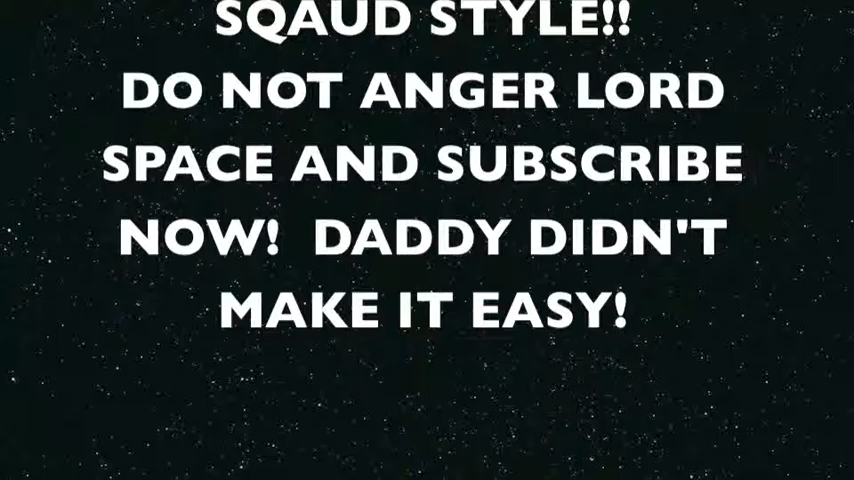 SQAUD STYLE!!
DO NOT ANGER LORD
SPACE AND SUBSCRIBE
NOW!  DADDY DIDN'T
MAKE IT EASY!